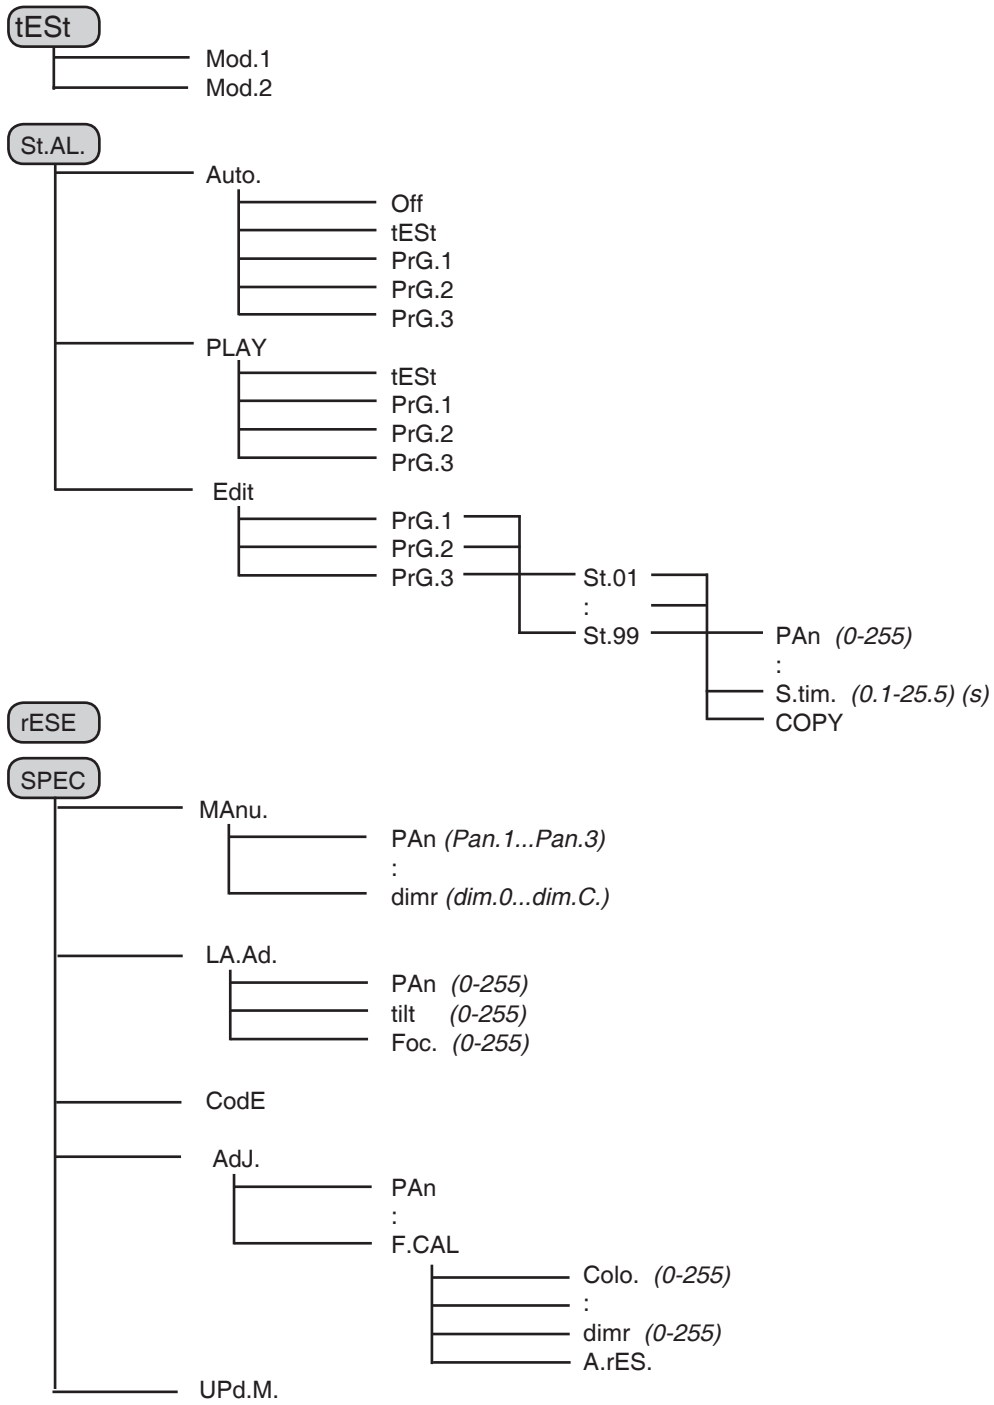 tESt
Mod.1
Mod.2
St.AL.
Auto.
Off
tESt
PrG.1
PrG.2
PrG.3
PLAY
tESt
PrG.1
PrG.2
PrG.3
Edit
PrG.1
PrG.2
PrG.3
St.01
:
St.99
PAn (0-255)
:
S.tim. (0.1-25.5) (s)
COPY
rESE
SPEC
MAnu.
PAn (Pan.1...Pan.3)
:
dimr (dim.0...dim.C.)
LA.Ad.
PAn (0-255)
tilt (0-255)
Foc. (0-255)
CodE
AdJ.
PAn
:
F.CAL
Colo. (0-255)
:
dimr (0-255)
A.rES.
UPd.M.